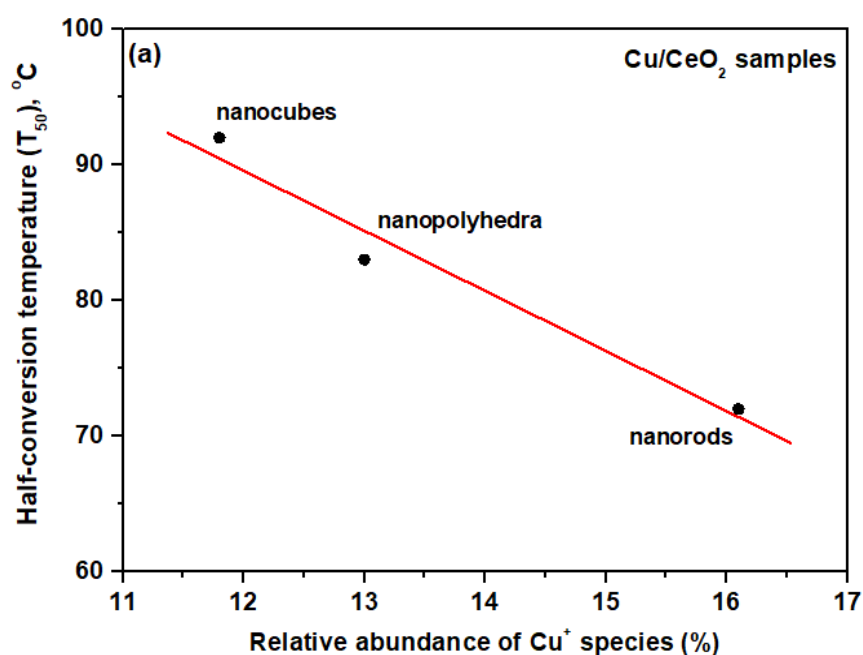 (a)
Cu/CeO₂ samples
nanocubes
nanopolyhedra
nanorods
Half-conversion temperature (T₅₀), °C
100
90
80
70
60
11 12 13 14 15 16 17
Relative abundance of Cu⁺ species (%)